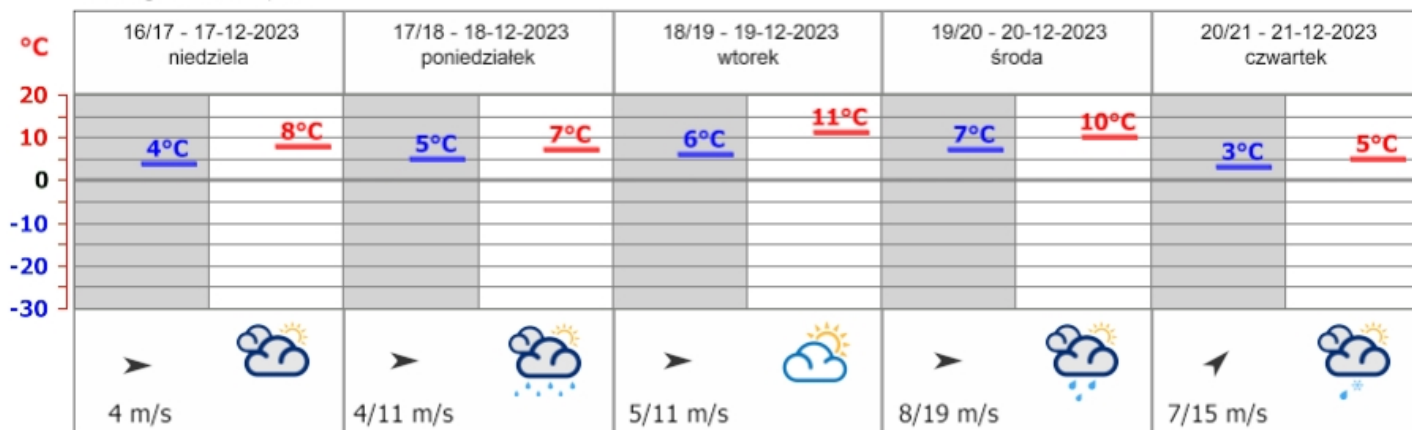 °C
16/17 - 17-12-2023
niedziela
17/18 - 18-12-2023
poniedziałek
18/19 - 19-12-2023
wtorek
19/20 - 20-12-2023
środa
20/21 - 21-12-2023
czwartek
20
10
0
-10
-20
-30
4°C
8°C
5°C
7°C
6°C
11°C
7°C
10°C
3°C
5°C
4 m/s
4/11 m/s
5/11 m/s
8/19 m/s
7/15 m/s